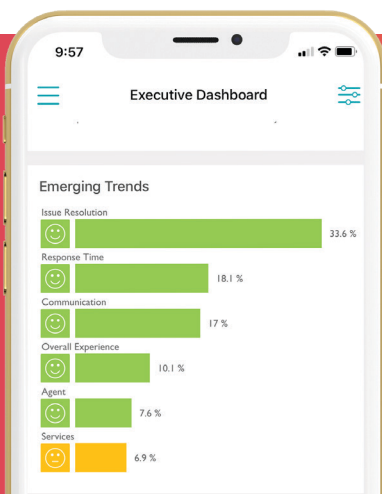 9:57
Executive Dashboard
Emerging Trends
Issue Resolution
33.6 %
Response Time
18.1 %
Communication
17 %
Overall Experience
10.1 %
Agent
7.6 %
Services
6.9 %